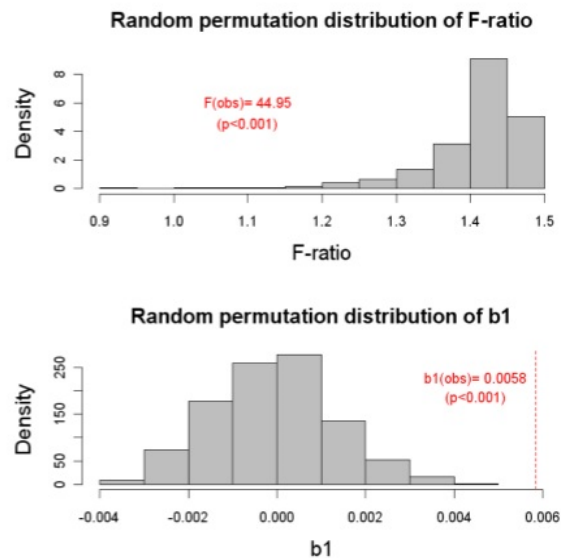 Random permutation distribution of F-ratio
Density
8
6
4
2
0
F(obs)= 44.95
(p<0.001)
0.9 1.0 1.1 1.2 1.3 1.4 1.5
F-ratio
Random permutation distribution of b1
Density
250
150
50
0
b1(obs)= 0.0058
(p<0.001)
-0.004 -0.002 0.000 0.002 0.004 0.006
b1